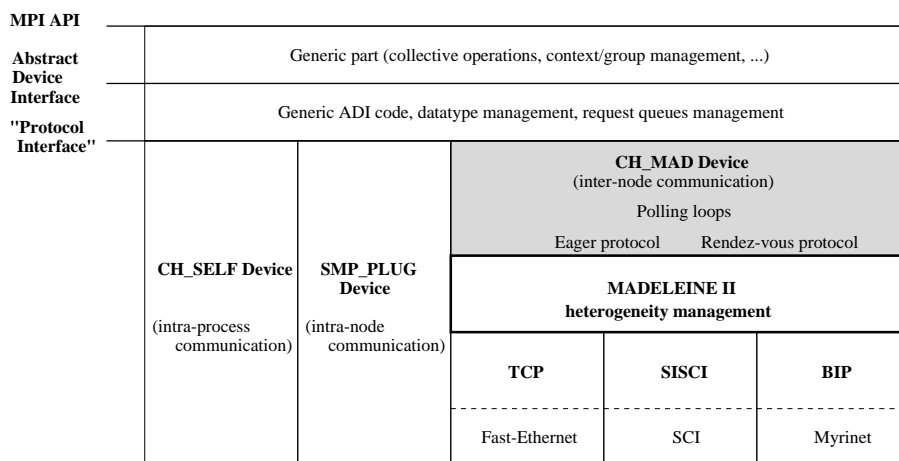 MPI API
Generic part (collective operations, context/group management, ...)
Abstract
Device
Interface
Generic ADI code, datatype management, request queues management
"Protocol
Interface"
CH_MAD Device
(inter-node communication)
Polling loops
Eager protocol Rendez-vous protocol
CH_SELF Device
(intra-process
communication)
SMP_PLUG
Device
(intra-node
communication)
MADELEINE II
heterogeneity management
TCP SISCI BIP
Fast-Ethernet SCI Myrinet